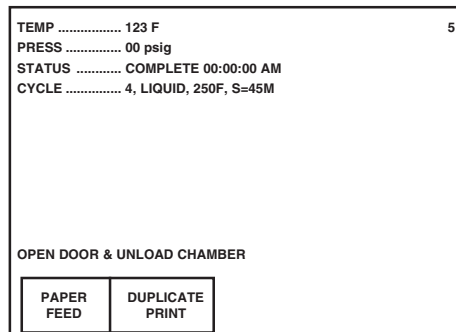 TEMP ................. 123 F 5
PRESS ............... 00 psig
STATUS ............ COMPLETE 00:00:00 AM
CYCLE ............... 4, LIQUID, 250F, S=45M
OPEN DOOR & UNLOAD CHAMBER
PAPER FEED
DUPLICATE PRINT